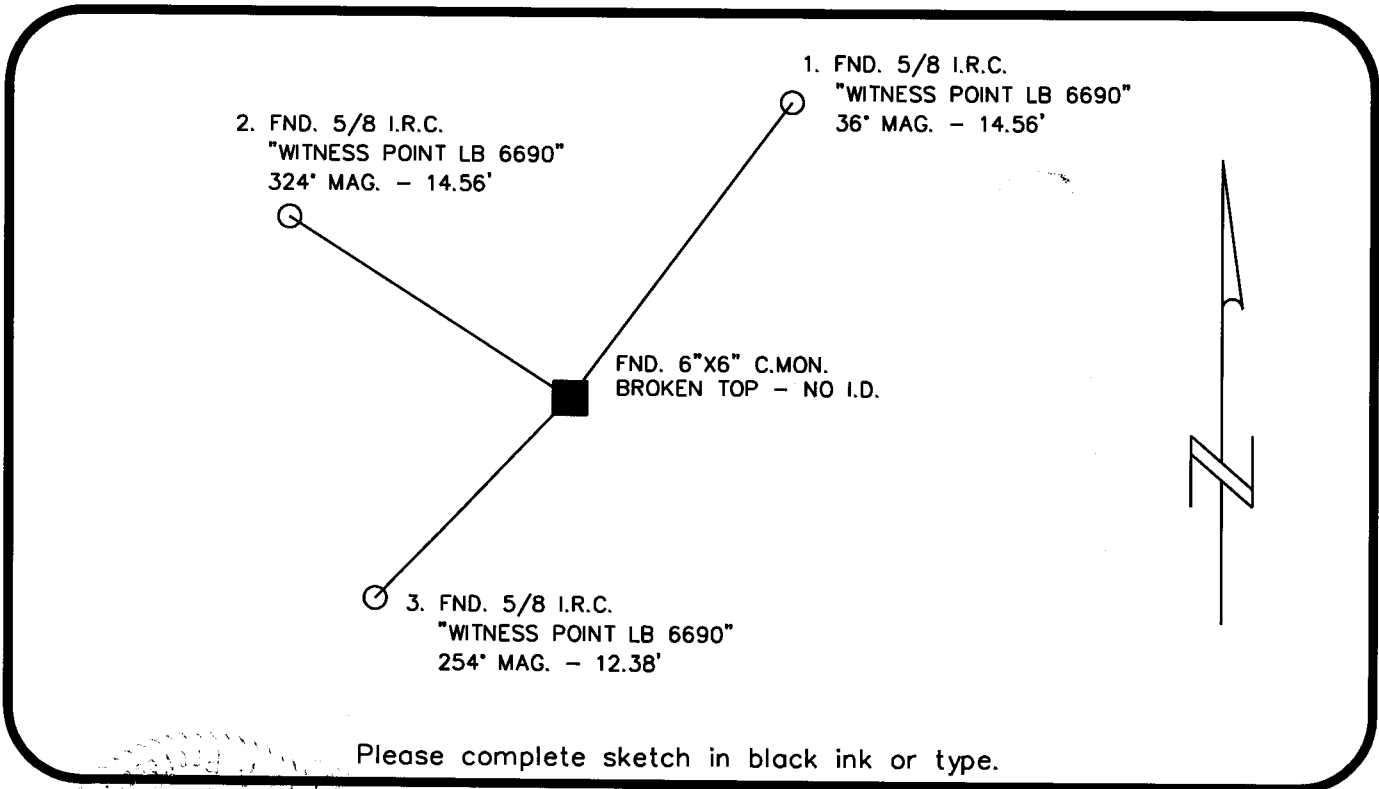 1. FND. 5/8 I.R.C.
"WITNESS POINT LB 6690"
36° MAG. – 14.56'
2. FND. 5/8 I.R.C.
"WITNESS POINT LB 6690"
324° MAG. – 14.56'
FND. 6"X6" C.MON.
BROKEN TOP – NO I.D.
N
3. FND. 5/8 I.R.C.
"WITNESS POINT LB 6690"
254° MAG. – 12.38'
Please complete sketch in black ink or type.